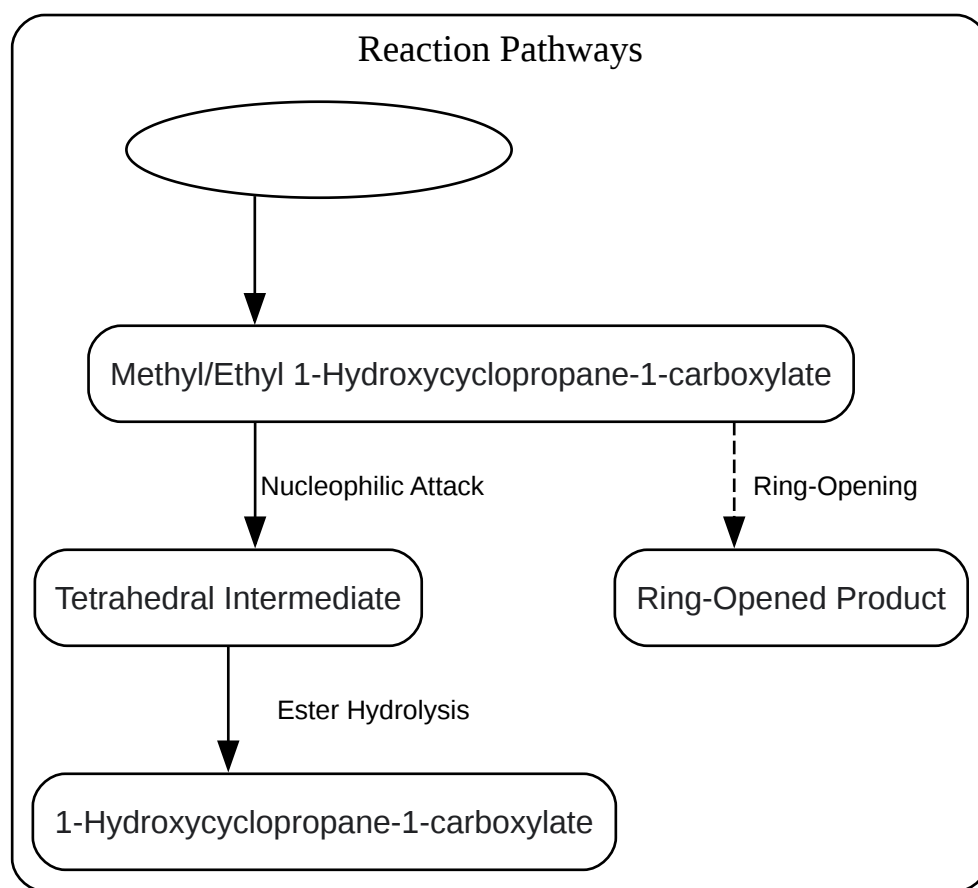 Reaction Pathways
Methyl/Ethyl 1-Hydroxycyclopropane-1-carboxylate
Nucleophilic Attack
Ring-Opening
Tetrahedral Intermediate
Ring-Opened Product
Ester Hydrolysis
1-Hydroxycyclopropane-1-carboxylate